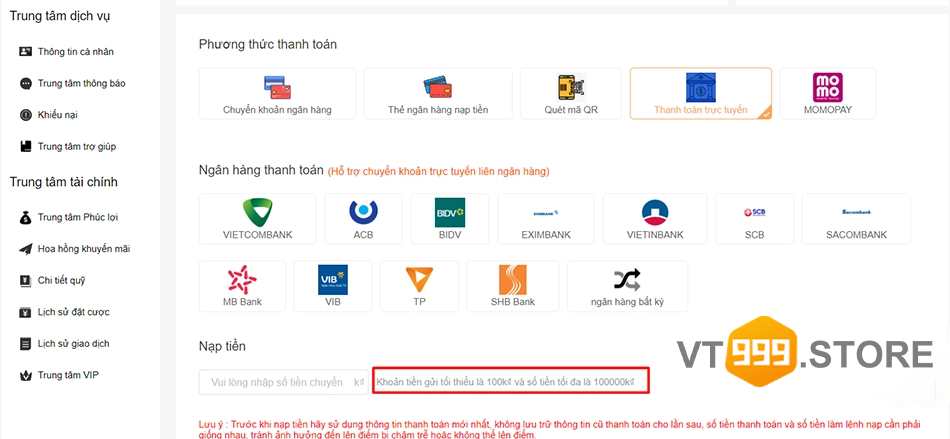 Trung tâm dịch vụ
Thông tin cá nhân
Trung tâm thông báo
Khiếu nại
Trung tâm trợ giúp
Trung tâm tài chính
Trung tâm Phúc lợi
Hoa hồng khuyến mãi
Chi tiết quỹ
Lịch sử đặt cược
Lịch sử giao dịch
Trung tâm VIP
Phương thức thanh toán
Chuyển khoản ngân hàng
Thẻ ngân hàng nạp tiền
Quét mã QR
Thanh toán trực tuyến
mo
mo
MOMOPAY
Ngân hàng thanh toán (Hỗ trợ chuyển khoản trực tuyến liên ngân hàng)
VIETCOMBANK
ACB
BIDV
BIDV
EXIMBANK
EXIMBANK
VIETINBANK
SCB
SCB
Sacombank
SACOMBANK
MB Bank
VIB
VIB
TP
SHB Bank
ngân hàng bất kỳ
Nạp tiền
Vui lòng nhập số tiền chuyển k₫
Khoản tiền gửi tối thiểu là 100k₫ và số tiền tối đa là 100000k₫
VT999.STORE
Lưu ý : Trước khi nạp tiền hãy sử dụng thông tin thanh toán mới nhất, không lưu trữ thông tin cũ thanh toán cho lần sau, số tiền thanh toán và số tiền làm lệnh nạp cần phải
giống nhau, tránh ảnh hưởng đến lên điểm bị chậm trễ hoặc không thể lên điểm.